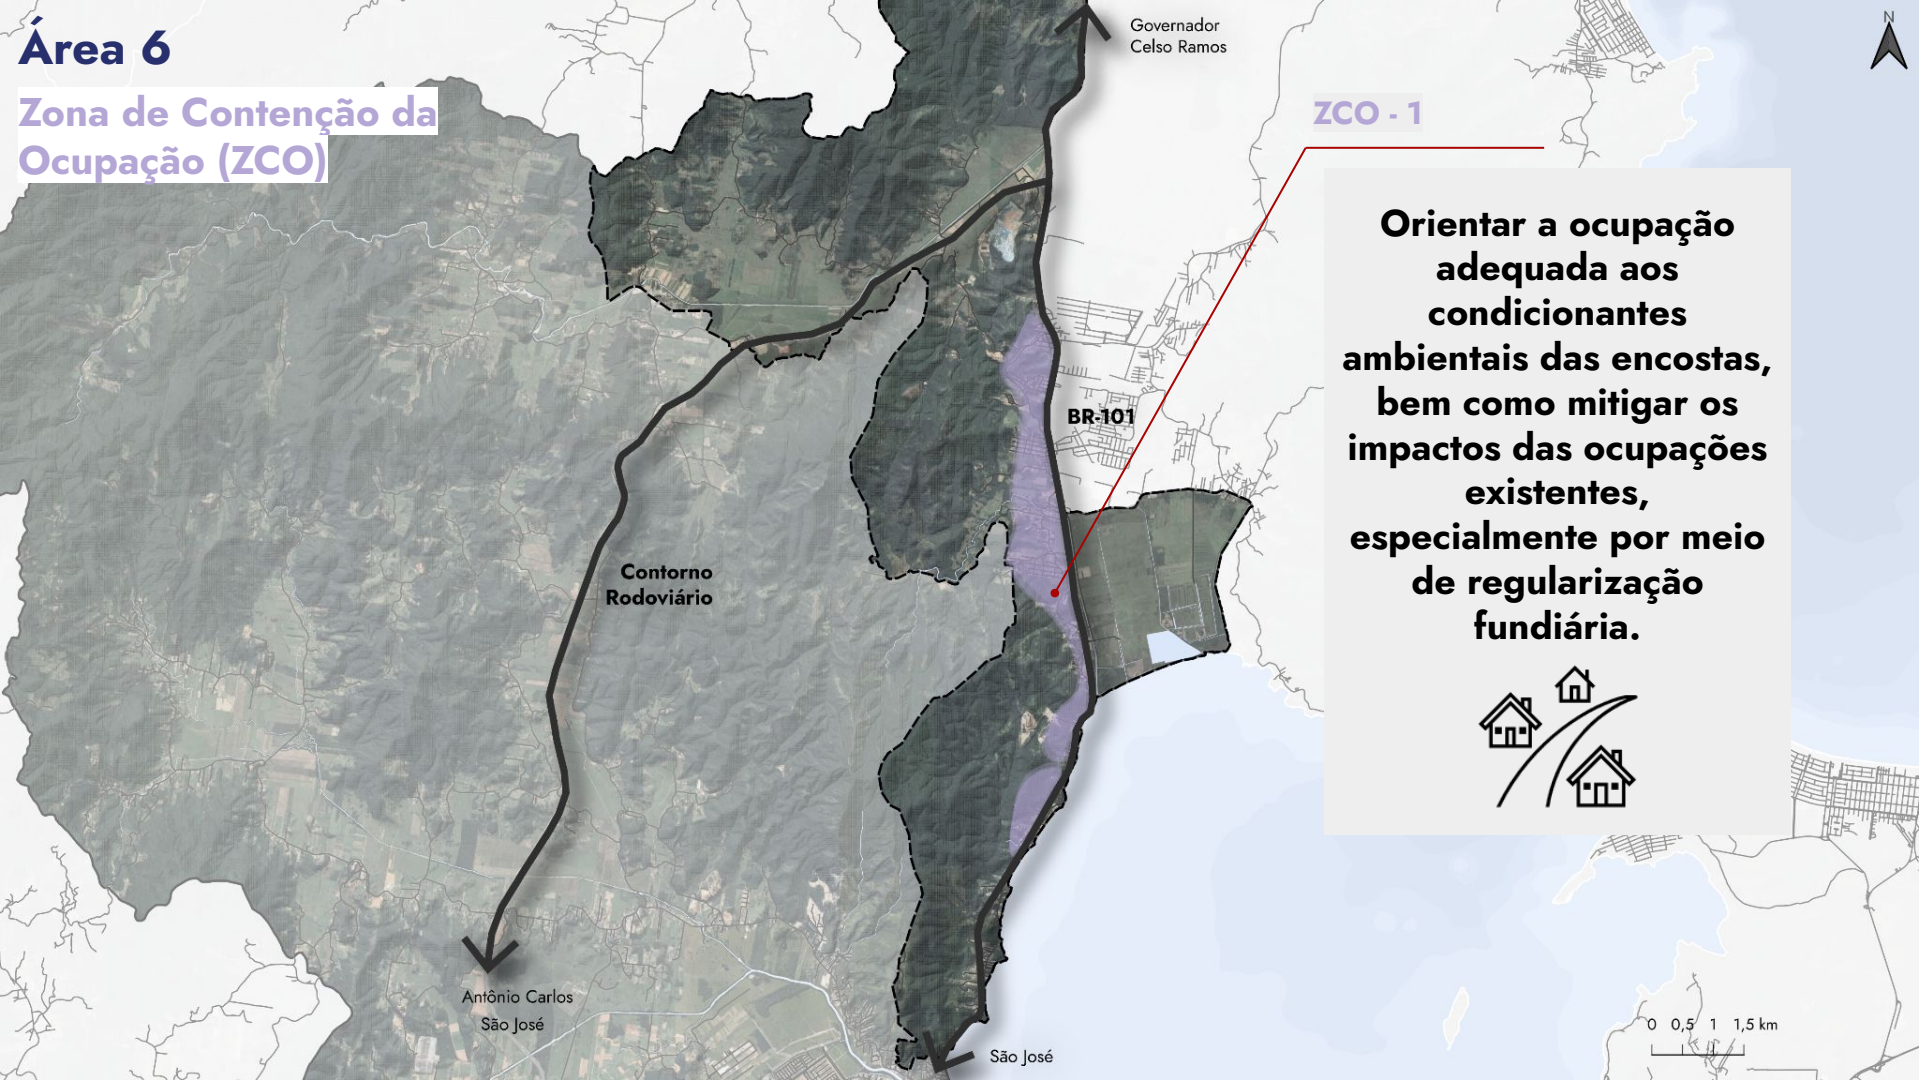 Área 6
Zona de Contenção da
Ocupação (ZCO)
Governador
Celso Ramos
N
ZCO - 1
Orientar a ocupação
adequada aos
condicionantes
ambientais das encostas,
bem como mitigar os
impactos das ocupações
existentes,
especialmente por meio
de regularização
fundiária.
BR-101
Contorno
Rodoviário
Antônio Carlos
São José
São José
0 0,5 1 1,5 km